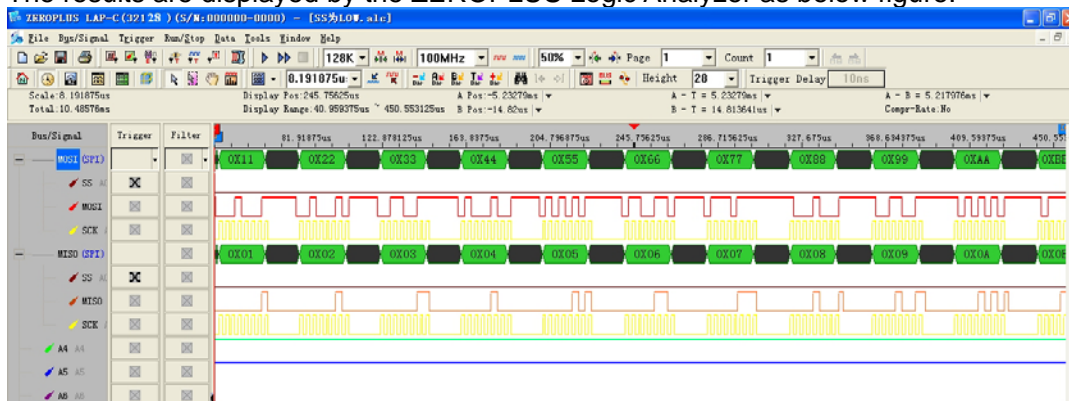 The results are displayed by the ZEROPLUS Logic Analyzer as below figure.
ZEROPLUS LAP-C(32128 ) (S/N:000000-0000) - [SS为LOW.alc]
File Bus/Signal Trigger Run/Stop Data Tools Window Help
128K 100MHz 50% Page 1 Count 1
8.191875us Height 28 Trigger Delay 10ns
Scale:8.191875us Display Pos:245.75625us A Pos:-5.23279ms A - T = 5.23279ms A - B = 5.217976ms
Total:10.48576ms Display Range:40.959375us ~ 450.553125us B Pos:-14.82us B - T = 14.813641us Compr-Rate:No
Bus/Signal Trigger Filter 81.91875us 122.878125us 163.8375us 204.796875us 245.75625us 286.715625us 327.675us 368.634375us 409.59375us 450.55
MOSI (SPI) 0X11 0X22 0X33 0X44 0X55 0X66 0X77 0X88 0X99 0XAA 0XBB
SS
MOSI
SCK
MISO (SPI) 0X01 0X02 0X03 0X04 0X05 0X06 0X07 0X08 0X09 0X0A
SS
MISO
SCK
A4 A4
A5 A5
A6 A6